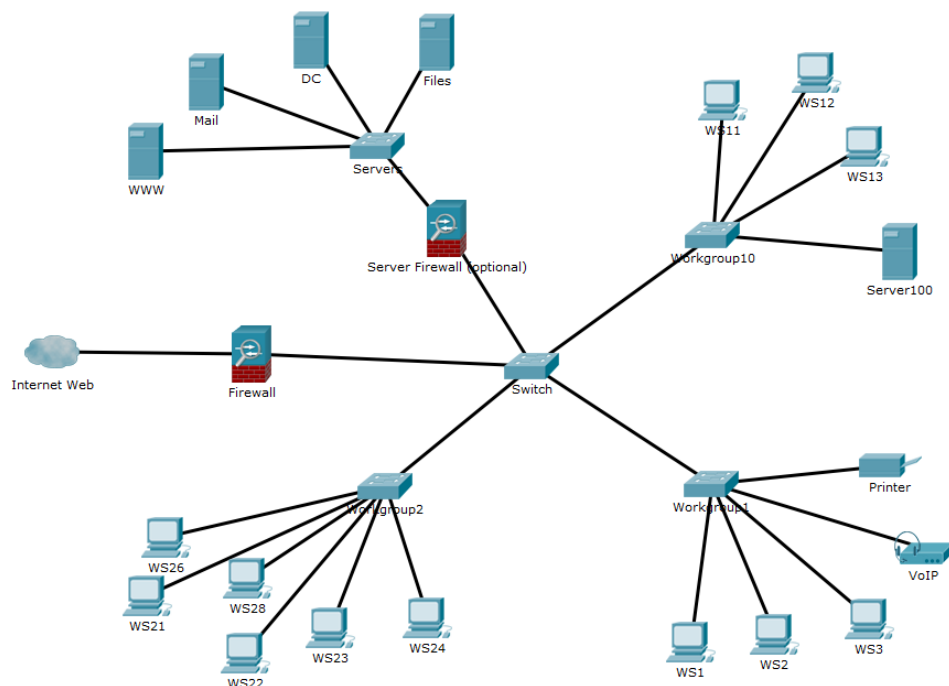 DC
Files
Mail
WWW
Servers
Server Firewall (optional)
WS11
WS12
WS13
Workgroup10
Server100
Internet Web
Firewall
Switch
Workgroup2
WS26
WS21
WS28
WS22
WS23
WS24
Workgroup1
Printer
VoIP
WS1
WS2
WS3